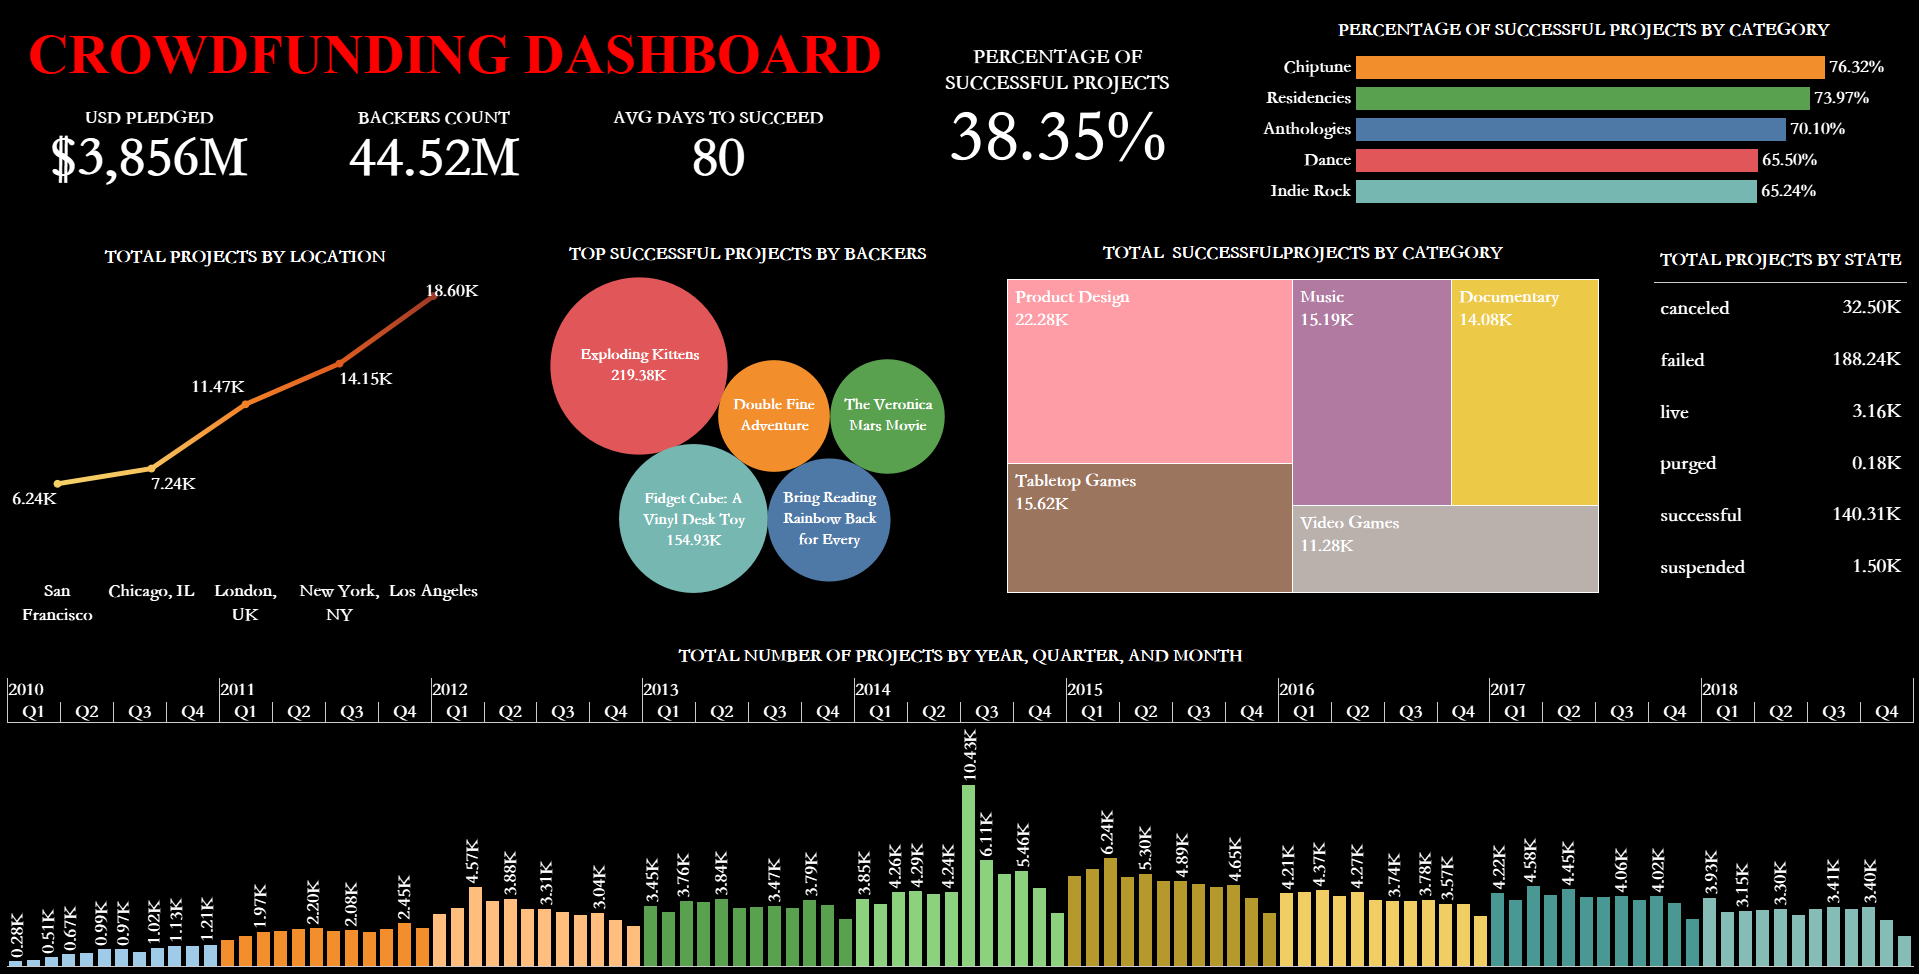 CROWDFUNDING DASHBOARD
USD PLEDGED
$3,856M
BACKERS COUNT
44.52M
AVG DAYS TO SUCCEED
80
PERCENTAGE OF
SUCCESSFUL PROJECTS
38.35%
PERCENTAGE OF SUCCESSFUL PROJECTS BY CATEGORY
Chiptune 76.32%
Residencies 73.97%
Anthologies 70.10%
Dance 65.50%
Indie Rock 65.24%
TOTAL PROJECTS BY LOCATION
18.60K
14.15K
11.47K
7.24K
6.24K
San
Francisco
Chicago, IL
London,
UK
New York,
NY
Los Angeles
TOP SUCCESSFUL PROJECTS BY BACKERS
Exploding Kittens
219.38K
Double Fine
Adventure
The Veronica
Mars Movie
Fidget Cube: A
Vinyl Desk Toy
154.93K
Bring Reading
Rainbow Back
for Every
TOTAL SUCCESSFULPROJECTS BY CATEGORY
Product Design
22.28K
Music
15.19K
Documentary
14.08K
Tabletop Games
15.62K
Video Games
11.28K
TOTAL PROJECTS BY STATE
canceled 32.50K
failed 188.24K
live 3.16K
purged 0.18K
successful 140.31K
suspended 1.50K
TOTAL NUMBER OF PROJECTS BY YEAR, QUARTER, AND MONTH
2010 2011 2012 2013 2014 2015 2016 2017 2018
Q1 Q2 Q3 Q4 Q1 Q2 Q3 Q4 Q1 Q2 Q3 Q4 Q1 Q2 Q3 Q4 Q1 Q2 Q3 Q4 Q1 Q2 Q3 Q4 Q1 Q2 Q3 Q4 Q1 Q2 Q3 Q4 Q1 Q2 Q3 Q4
0.28K
0.51K
0.67K
0.99K
0.97K
1.02K
1.13K
1.21K
1.97K
2.20K
2.08K
2.45K
4.57K
3.88K
3.31K
3.04K
3.45K
3.76K
3.84K
3.47K
3.79K
3.85K
4.26K
4.29K
4.24K
10.43K
6.11K
5.46K
6.24K
5.30K
4.89K
4.65K
4.21K
4.37K
4.27K
3.74K
3.78K
3.57K
4.22K
4.58K
4.45K
4.06K
4.02K
3.93K
3.15K
3.30K
3.41K
3.40K